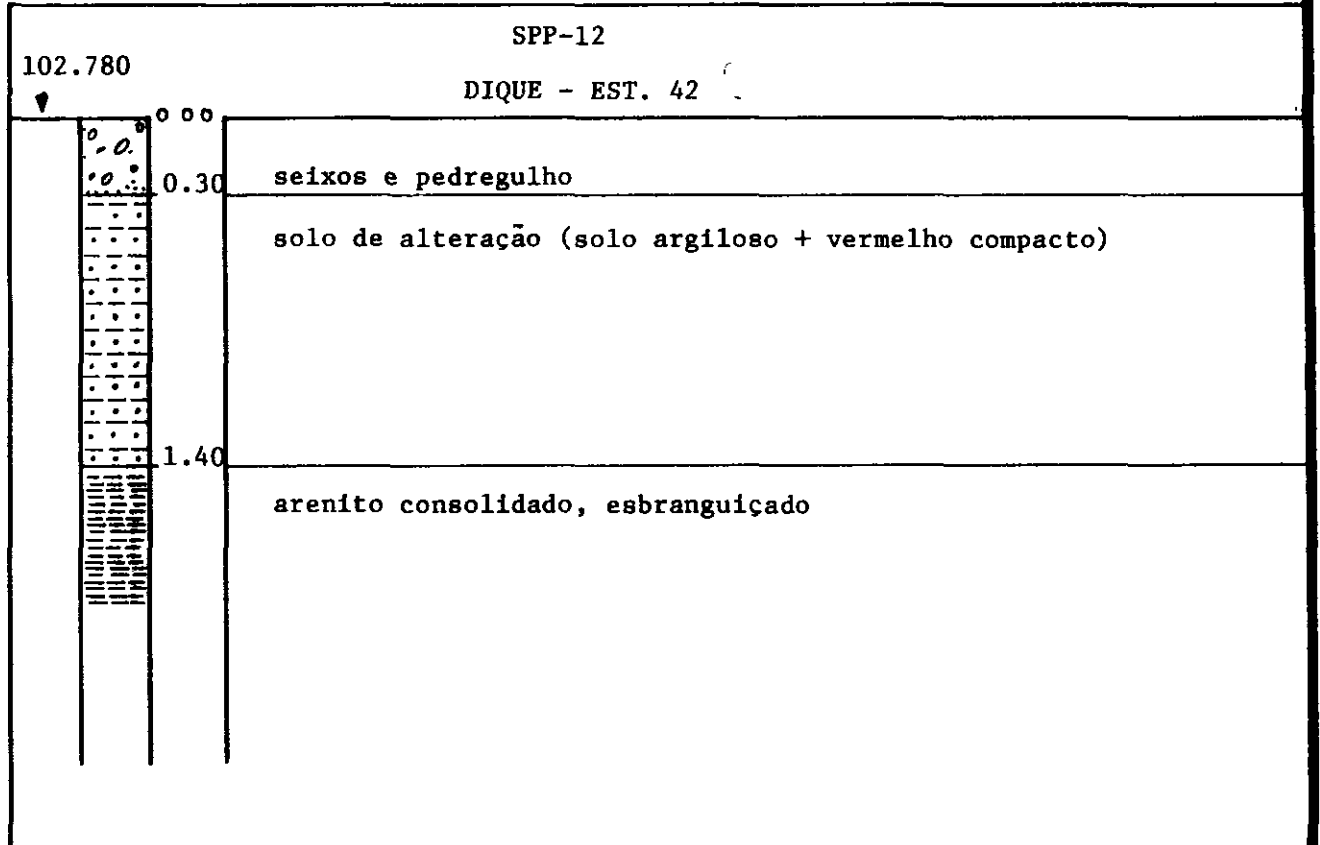 SPP-12
102.780
DIQUE - EST. 42
0 00
0.30
seixos e pedregulho
solo de alteração (solo argiloso + vermelho compacto)
1.40
arenito consolidado, esbranguiçado